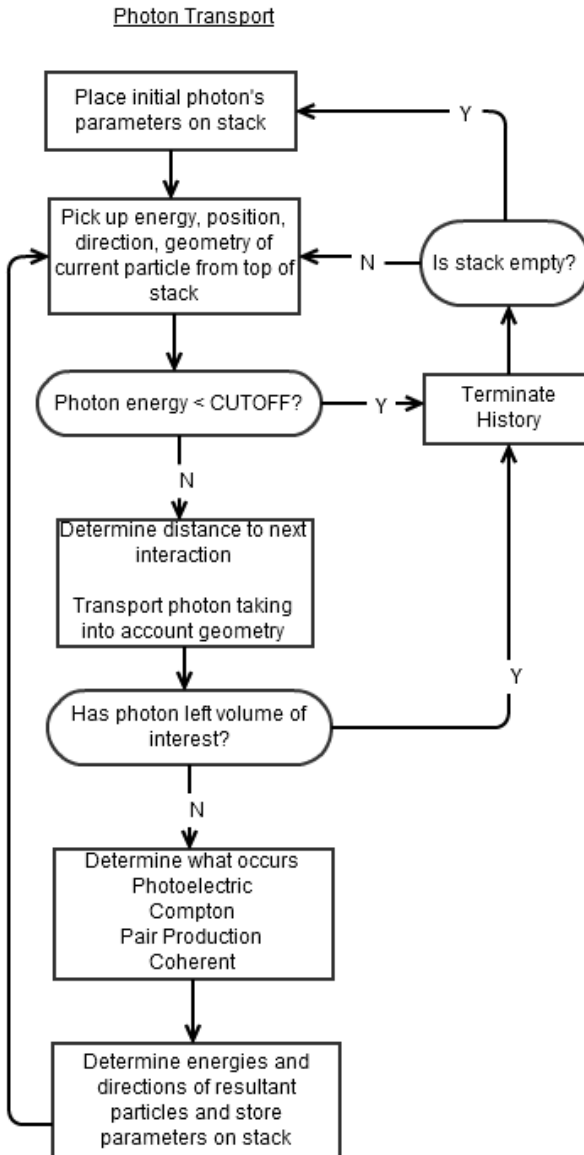 Photon Transport
Place initial photon's
parameters on stack
Y
Pick up energy, position,
direction, geometry of
current particle from top of
stack
N
Is stack empty?
Photon energy < CUTOFF?
Y
Terminate
History
N
Determine distance to next
interaction
Transport photon taking
into account geometry
Y
Has photon left volume of
interest?
N
Determine what occurs
Photoelectric
Compton
Pair Production
Coherent
Determine energies and
directions of resultant
particles and store
parameters on stack